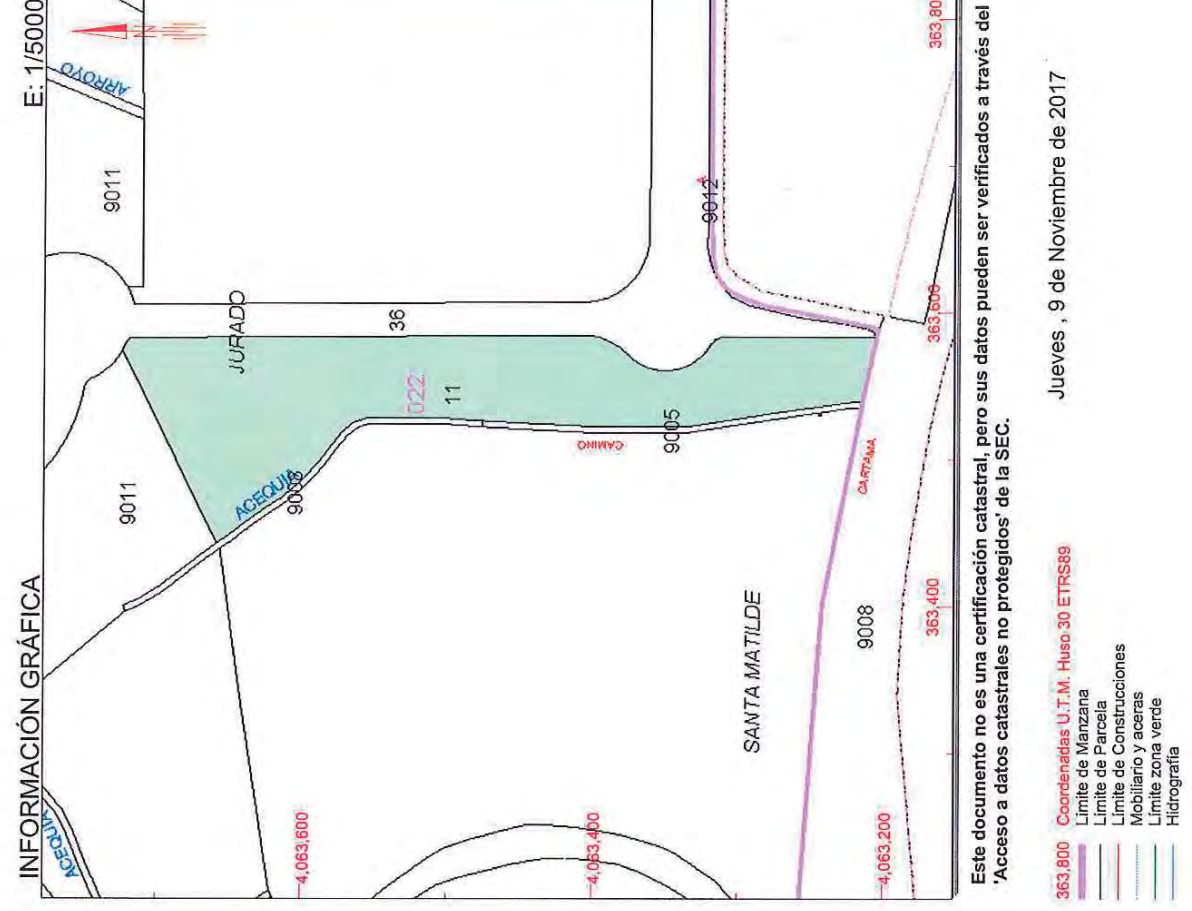 INFORMACIÓN GRÁFICA
E: 1/5000
ACEQUIA
ARROYO
N
9011
9011
JURADO
36
022
11
ACEQUIA
CAMINO
9005
9012
A
CARTAMA
SANTA MATILDE
9008
4,063,600
4,063,400
4,063,200
363,400
363,600
363,80
Este documento no es una certificación catastral, pero sus datos pueden ser verificados a través del
'Acceso a datos catastrales no protegidos' de la SEC.
363,800 Coordenadas U.T.M. Huso 30 ETRS89
Límite de Manzana
Límite de Parcela
Límite de Construcciones
Mobiliario y aceras
Límite zona verde
Hidrografía
Jueves , 9 de Noviembre de 2017